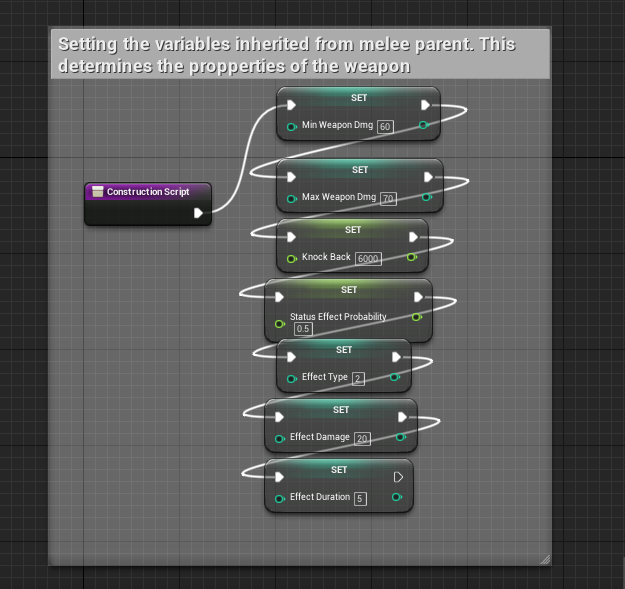 Setting the variables inherited from melee parent. This
determines the propperties of the weapon
SET
Min Weapon Dmg 60
Construction Script
SET
Max Weapon Dmg 70
SET
Knock Back 6000
SET
Status Effect Probability
0.5
SET
Effect Type 2
SET
Effect Damage 20
SET
Effect Duration 5